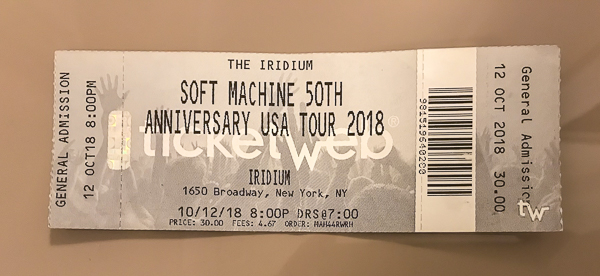 GENERAL ADMISSION
12 OCT18 8:00PM
THE IRIDIUM
SOFT MACHINE 50TH
ANNIVERSARY USA TOUR 2018
ticketweb®
IRIDIUM
1650 Broadway, New York, NY
10/12/18 8:00P DRS@7:00
PRICE: 30.00 FEES: 4.67 ORDER: MAM44RWRH
General Admission
12 OCT 2018 30.00
tw